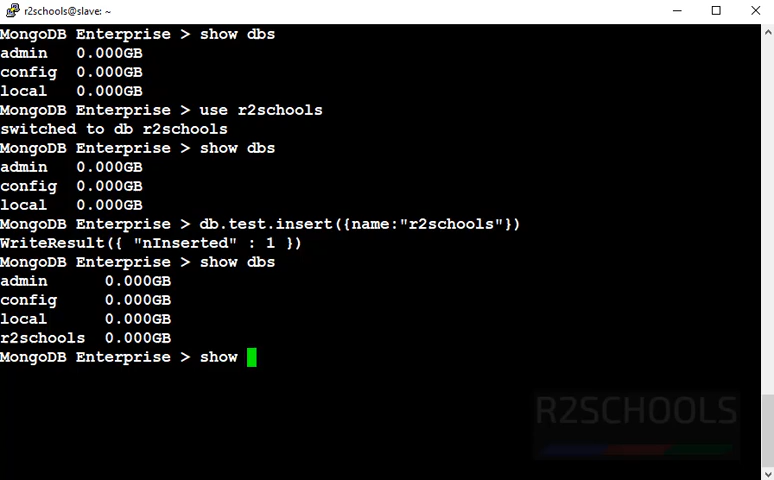 r2schools@slave: ~
MongoDB Enterprise > show dbs
admin   0.000GB
config  0.000GB
local   0.000GB
MongoDB Enterprise > use r2schools
switched to db r2schools
MongoDB Enterprise > show dbs
admin   0.000GB
config  0.000GB
local   0.000GB
MongoDB Enterprise > db.test.insert({name:"r2schools"})
WriteResult({ "nInserted" : 1 })
MongoDB Enterprise > show dbs
admin      0.000GB
config     0.000GB
local      0.000GB
r2schools  0.000GB
MongoDB Enterprise > show
R2SCHOOLS